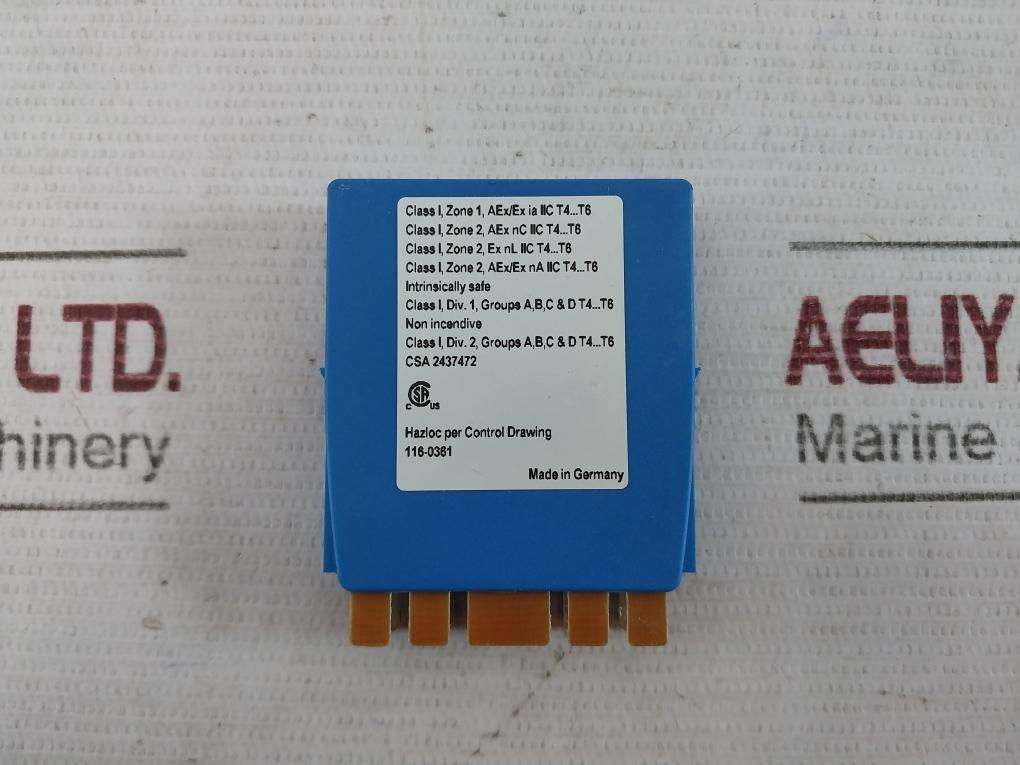 Class I, Zone 1, AEx/Ex ia IIC T4...T6
Class I, Zone 2, AEx nC IIC T4...T6
Class I, Zone 2, Ex nL IIC T4...T6
Class I, Zone 2, AEx/Ex nA IIC T4...T6
Intrinsically safe
Class I, Div. 1, Groups A,B,C & D T4...T6
Non incendive
Class I, Div. 2, Groups A,B,C & D T4...T6
CSA 2437472
C SA US
Hazloc per Control Drawing
116-0361
Made in Germany
LTD.
hinery
AELIY
Marine